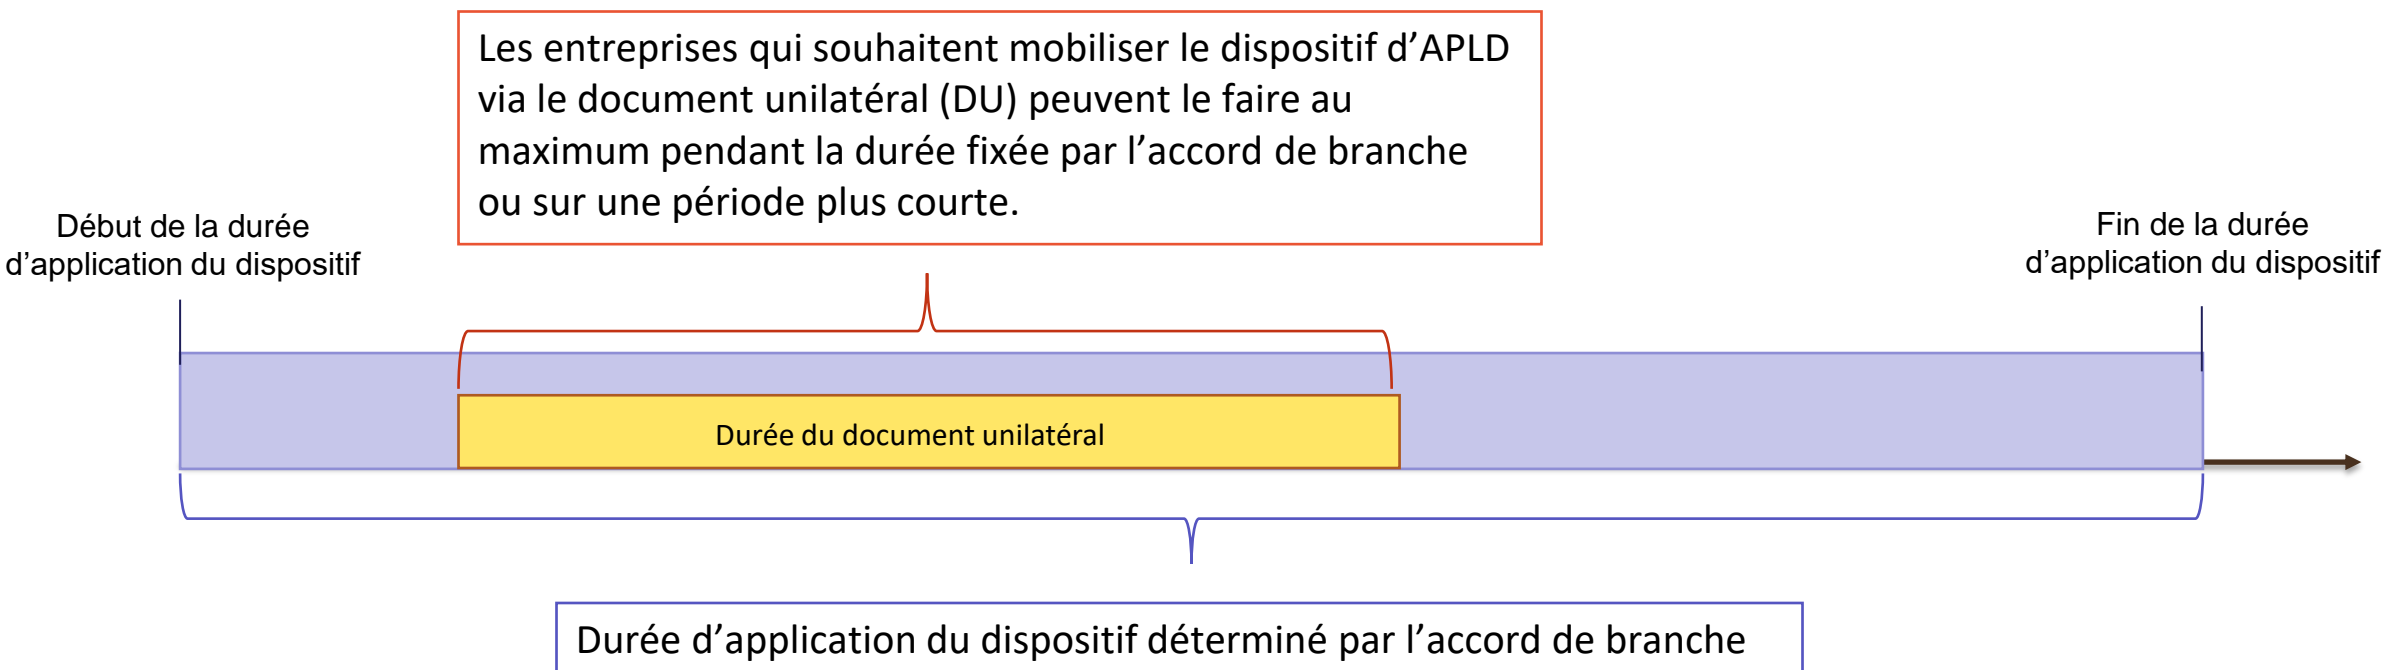 Les entreprises qui souhaitent mobiliser le dispositif d’APLD
via le document unilatéral (DU) peuvent le faire au
maximum pendant la durée fixée par l’accord de branche
ou sur une période plus courte.
Début de la durée
d’application du dispositif
Fin de la durée
d’application du dispositif
Durée du document unilatéral
Durée d’application du dispositif déterminé par l’accord de branche